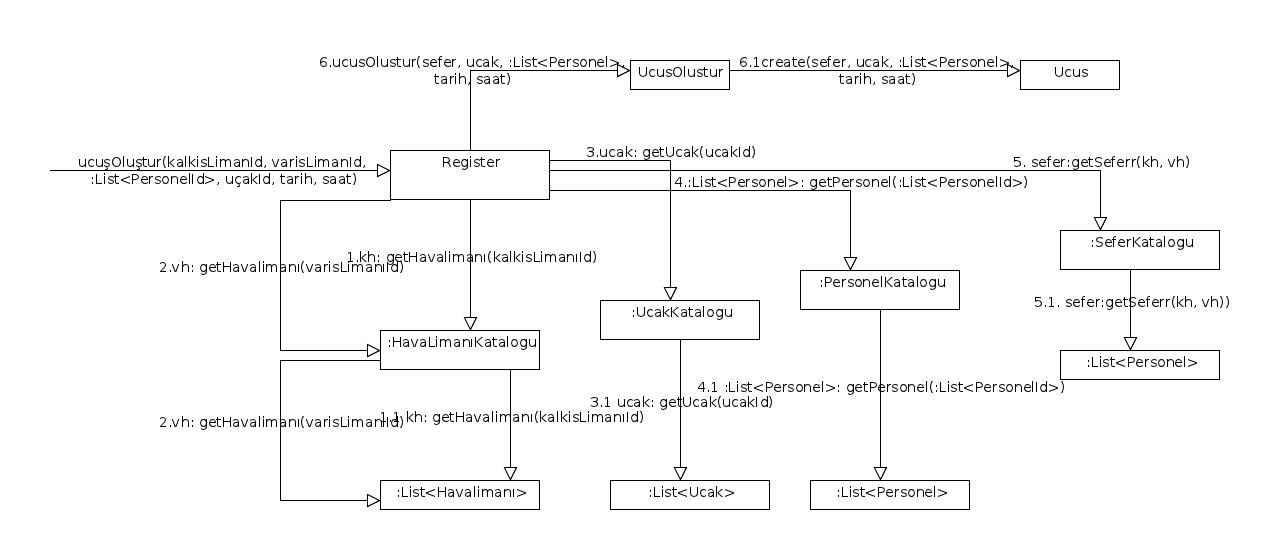 6.ucusOlustur(sefer, ucak, :List<Personel>,
tarih, saat)
UcusOlustur
6.1create(sefer, ucak, :List<Personel>,
tarih, saat)
Ucus
ucuşOluştur(kalkisLimanId, varisLimanId,
:List<PersonelId>, uçakId, tarih, saat)
Register
3.ucak: getUcak(ucakId)
5. sefer:getSeferr(kh, vh)
4.:List<Personel>: getPersonel(:List<PersonelId>)
2.vh: getHavalimanı(varisLimanıId)
1.kh: getHavalimanı(kalkisLimanıId)
:SeferKatalogu
:PersonelKatalogu
5.1. sefer:getSeferr(kh, vh))
:UcakKatalogu
:HavaLimanıKatalogu
:List<Personel>
4.1 :List<Personel>: getPersonel(:List<PersonelId>)
3.1 ucak: getUcak(ucakId)
2.vh: getHavalimanı(varisLimanıId)
1.1 kh: getHavalimanı(kalkisLimanıId)
:List<Havalimanı>
:List<Ucak>
:List<Personel>